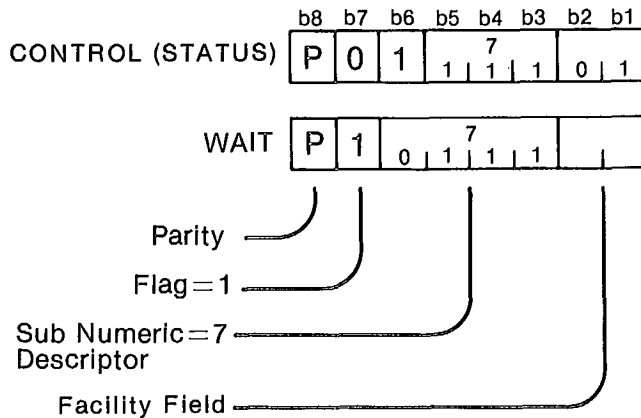 b8 b7 b6 b5 b4 b3 b2 b1
CONTROL (STATUS) P 0 1 7 1 1 1 0 1
WAIT P 1 7 0 1 1 1
Parity
Flag=1
Sub Numeric=7
Descriptor
Facility Field